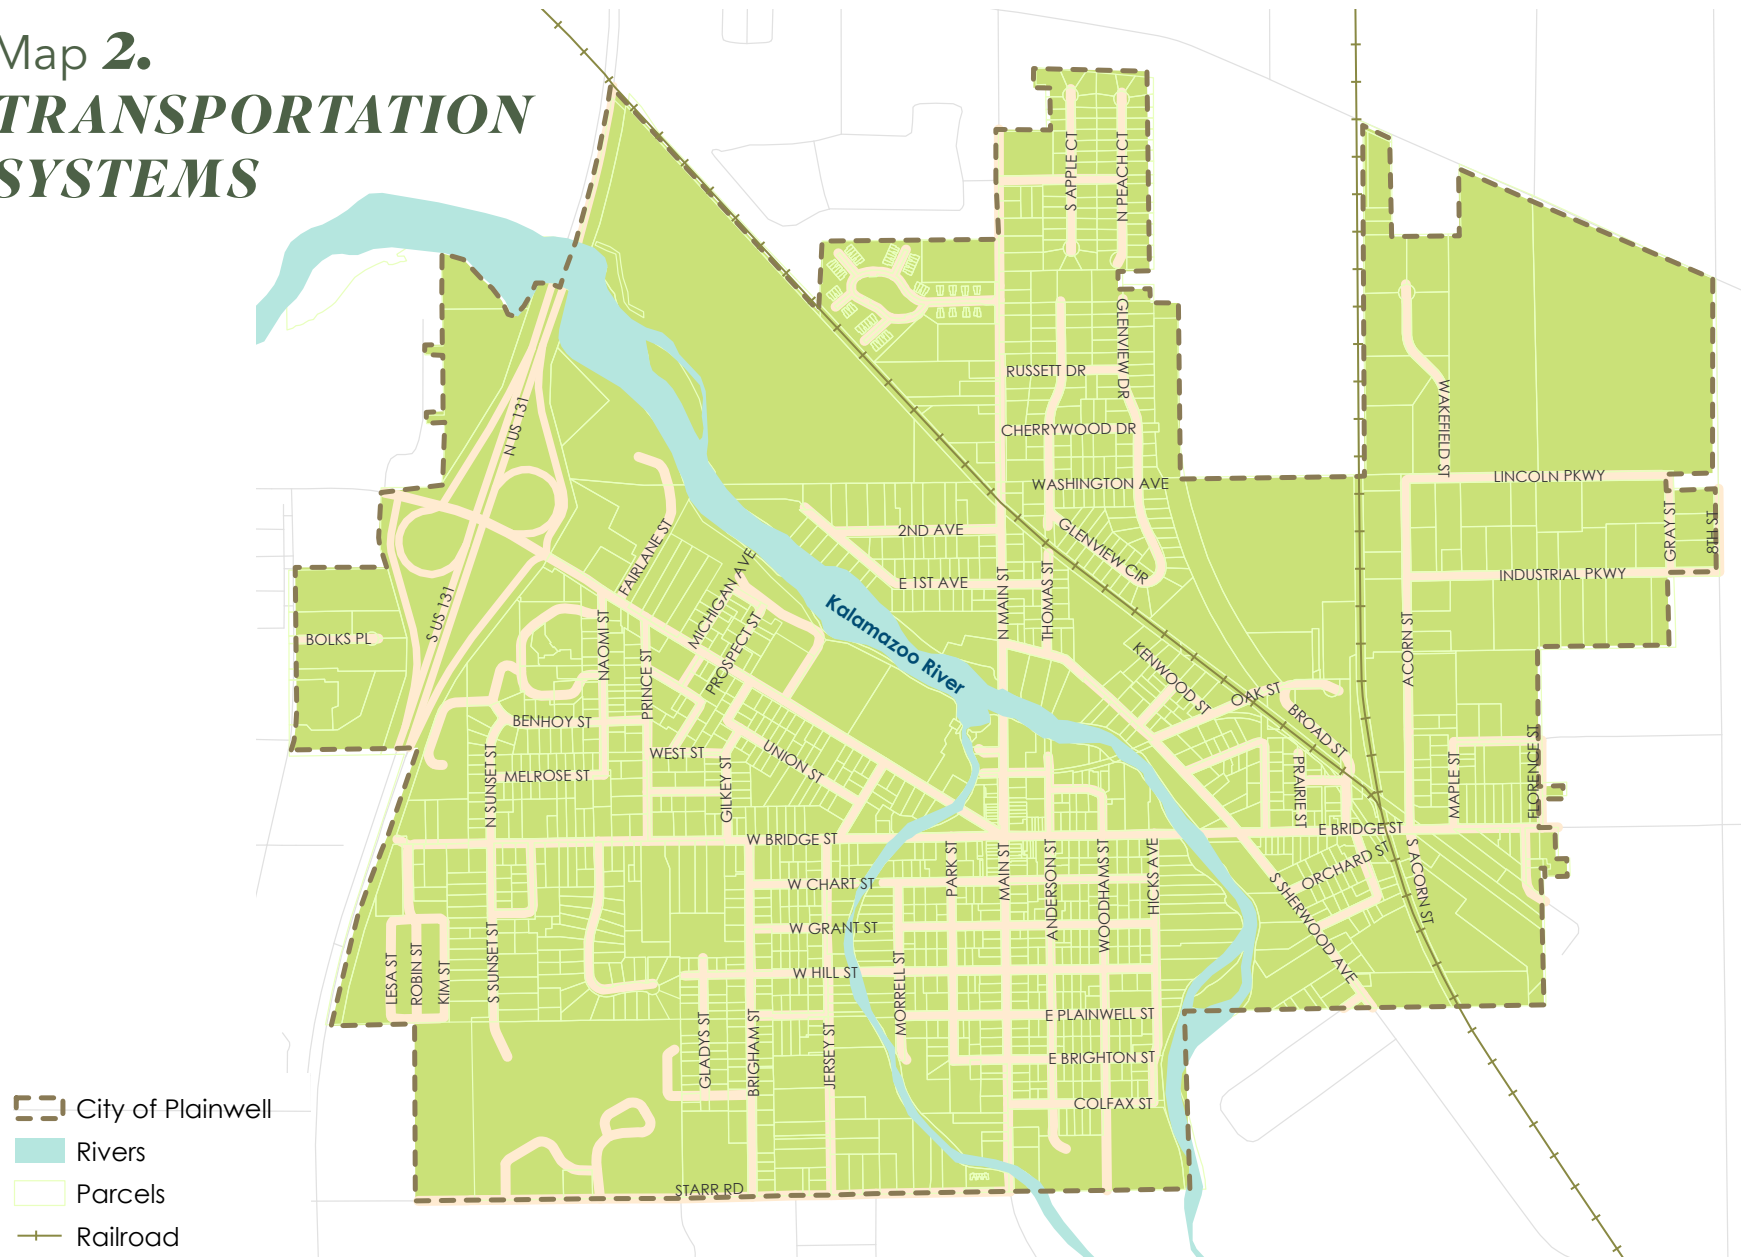 Map 2.
TRANSPORTATION
SYSTEMS
S APPLE CT
N PEACH CT
GLENVIEW DR
RUSSETT DR
CHERRYWOOD DR
WASHINGTON AVE
GLENVIEW CIR
N US 131
S US 131
WAKEFIELD ST
LINCOLN PKWY
GRAY ST
18TH ST
INDUSTRIAL PKWY
2ND AVE
E 1ST AVE
N MAIN ST
THOMAS ST
FAIRLANE ST
MICHIGAN AVE
PROSPECT ST
Kalamazoo River
BOLKS PL
NAOMI ST
PRINCE ST
KENWOOD ST
OAK ST
BROAD ST
ACORN ST
BENHOY ST
WEST ST
UNION ST
MELROSE ST
GILKEY ST
N SUNSET ST
PRAIRIE ST
MAPLE ST
FLORENCE ST
W BRIDGE ST
E BRIDGE ST
ORCHARD ST
S ACORN ST
S SHERWOOD AVE
W CHART ST
PARK ST
MAIN ST
ANDERSON ST
WOODHAMS ST
HICKS AVE
W GRANT ST
W HILL ST
LESA ST
ROBIN ST
KIM ST
S SUNSET ST
MORRELL ST
GLADYS ST
BRIGHAM ST
JERSEY ST
E PLAINWELL ST
E BRIGHTON ST
COLFAX ST
STARR RD
City of Plainwell
Rivers
Parcels
Railroad